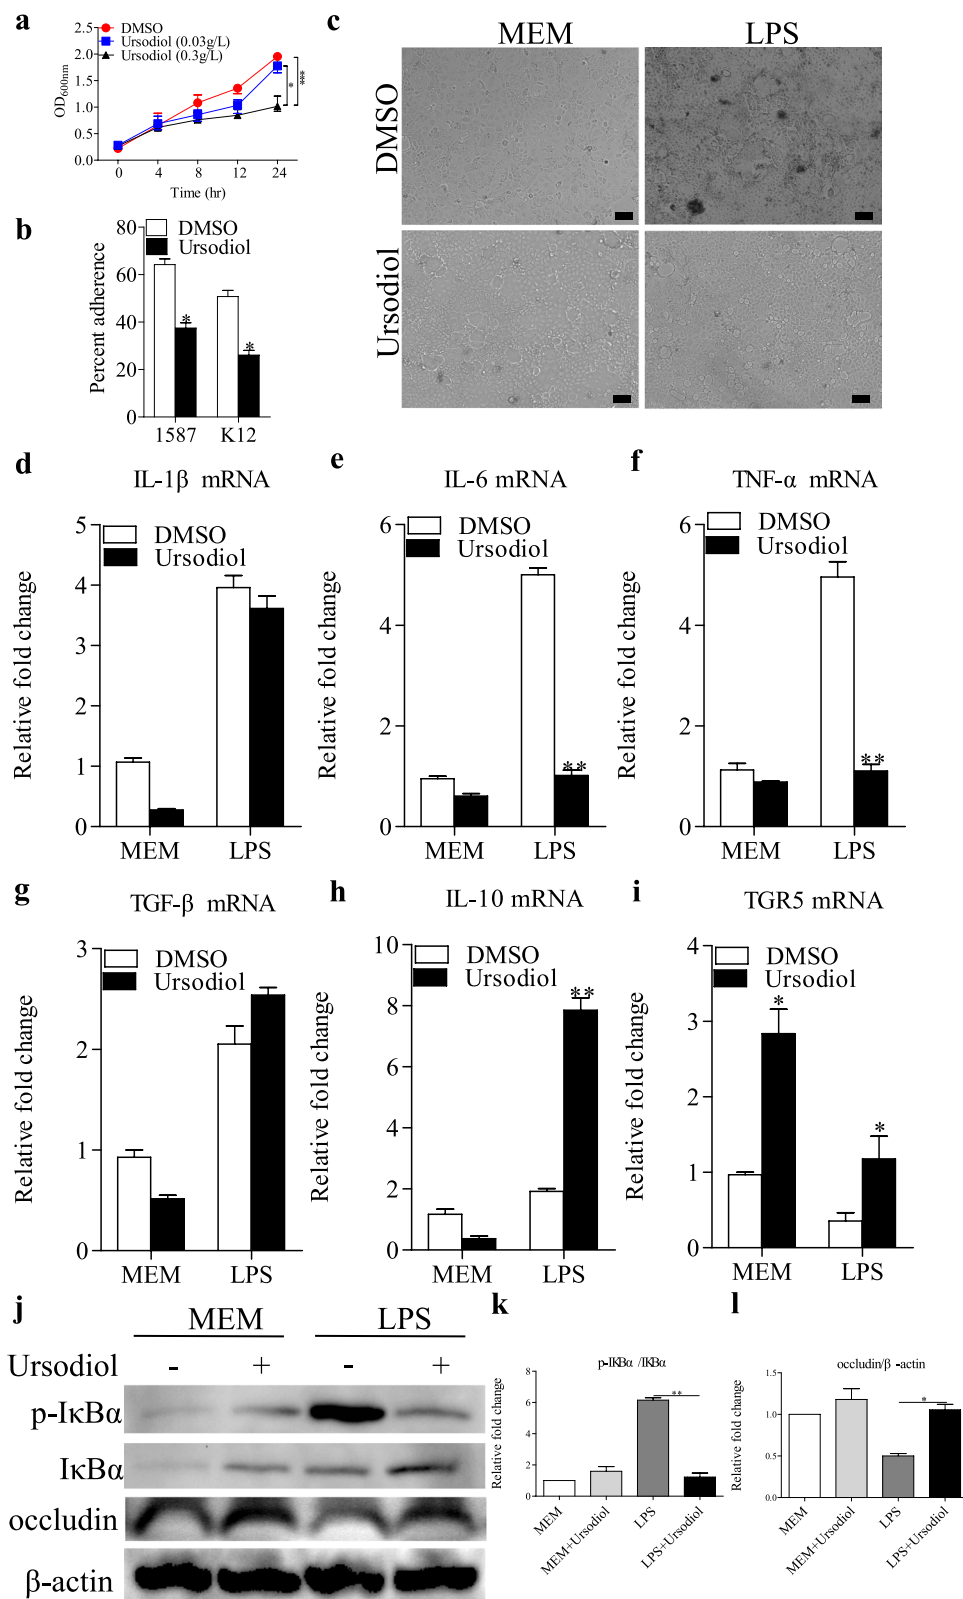 a
DMSO
Ursodiol (0.03g/L)
Ursodiol (0.3g/L)
2.5
2.0
1.5
1.0
0.5
0.0
OD600nm
*
***
0 4 8 12 24
Time (hr)
b
DMSO
Ursodiol
80
60
40
20
0
Percent adherence
* *
1587 K12
c
MEM LPS
DMSO
Ursodiol
d
IL-1β mRNA
DMSO
Ursodiol
5
4
3
2
1
0
Relative fold change
MEM LPS
e
IL-6 mRNA
DMSO
Ursodiol
6
4
2
0
Relative fold change
**
MEM LPS
f
TNF-α mRNA
DMSO
Ursodiol
6
4
2
0
Relative fold change
**
MEM LPS
g
TGF-β mRNA
DMSO
Ursodiol
3
2
1
0
Relative fold change
MEM LPS
h
IL-10 mRNA
DMSO
Ursodiol
10
8
6
4
2
0
Relative fold change
**
MEM LPS
i
TGR5 mRNA
DMSO
Ursodiol
4
3
2
1
0
Relative fold change
* *
MEM LPS
j
MEM LPS
Ursodiol - + - +
p-IκBα
IκBα
occludin
β-actin
k
p-IKBα /IKBα
8
6
4
2
0
Relative fold change
**
MEM
MEM+Ursodiol
LPS
LPS+Ursodiol
l
occludin/β -actin
1.5
1.0
0.5
0.0
Relative fold change
*
MEM
MEM+Ursodiol
LPS
LPS+Ursodiol